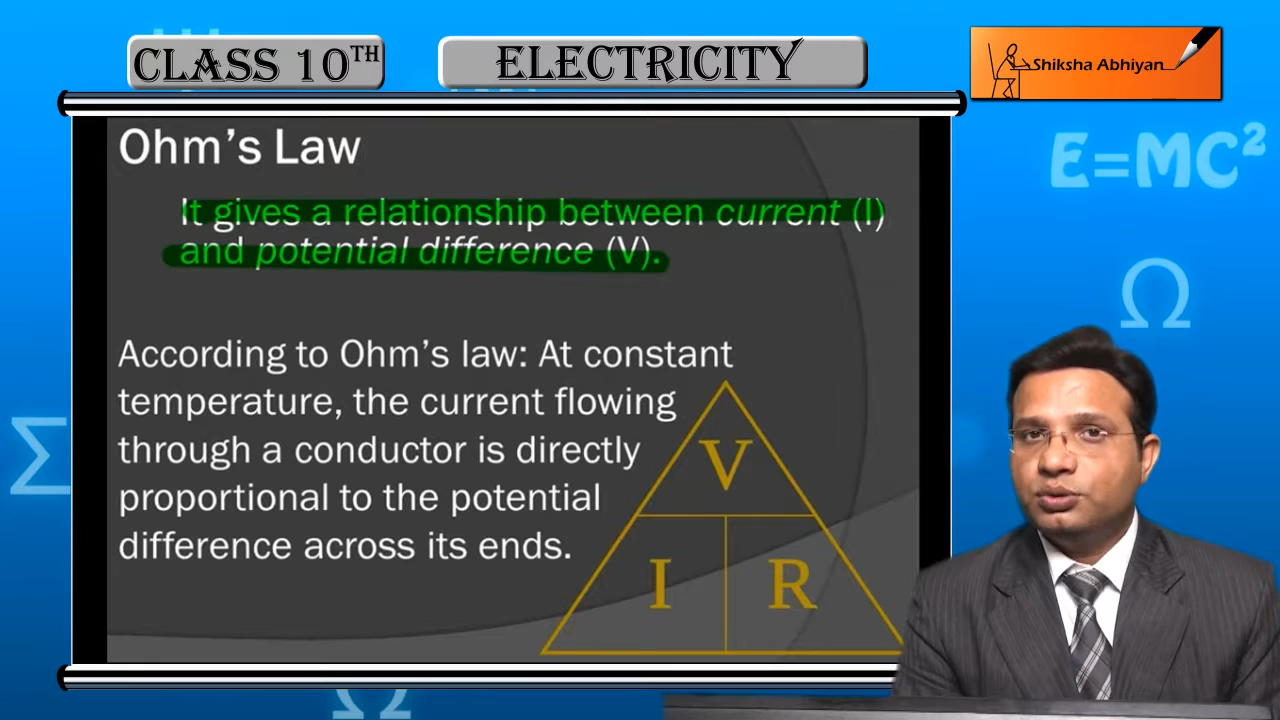 CLASS 10TH
ELECTRICITY
Shiksha Abhiyan
Ohm's Law
It gives a relationship between current (I)
and potential difference (V).
According to Ohm's law: At constant
temperature, the current flowing
through a conductor is directly
proportional to the potential
difference across its ends.
V
I R
E=MC²
Ω
Σ
Ω